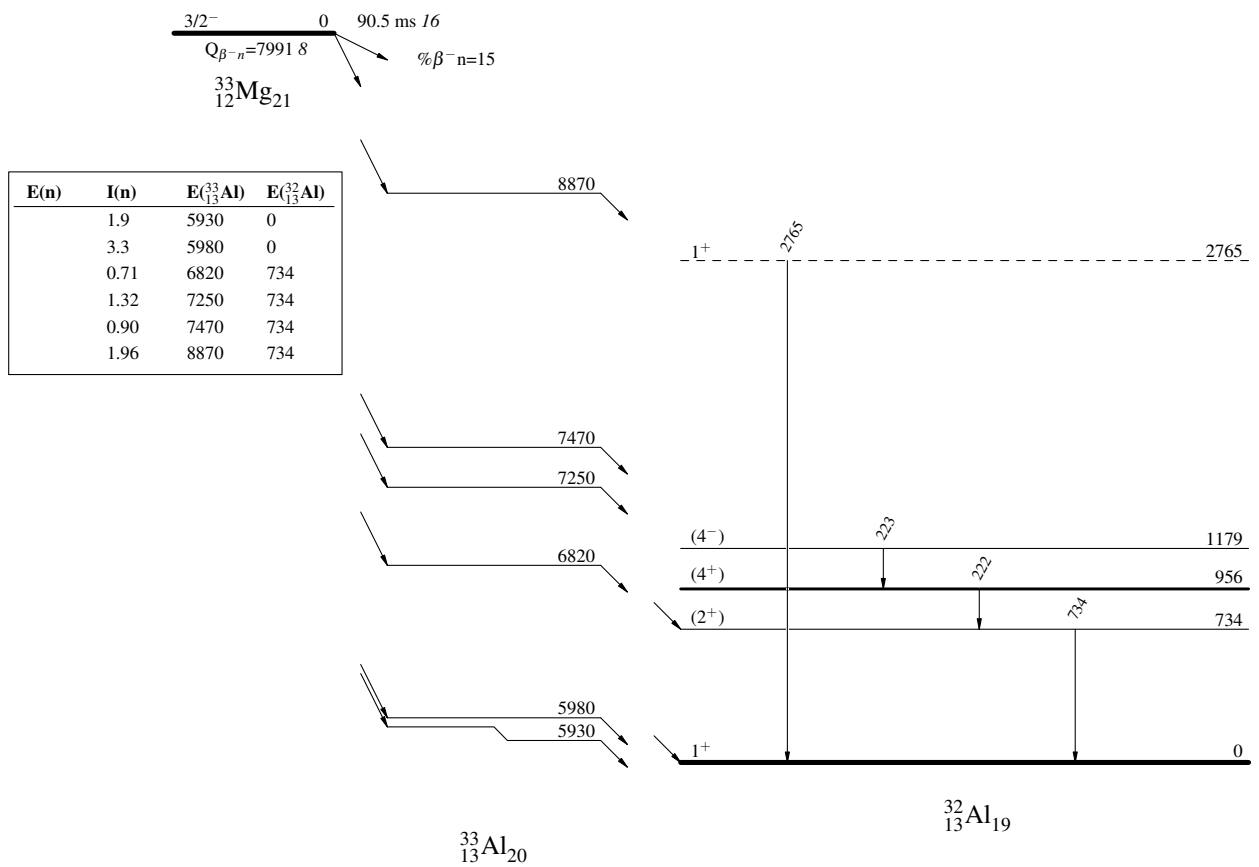 3/2⁻ 0 90.5 ms 16
Q_β⁻n=7991 8
%β⁻n=15
³³₁₂Mg₂₁
E(n) I(n) E(³³₁₃Al) E(³²₁₃Al)
1.9 5930 0
3.3 5980 0
0.71 6820 734
1.32 7250 734
0.90 7470 734
1.96 8870 734
8870
7470
7250
6820
5980
5930
³³₁₃Al₂₀
2765
1⁺ 2765
223
(4⁻) 1179
222
(4⁺) 956
734
(2⁺) 734
1⁺ 0
³²₁₃Al₁₉